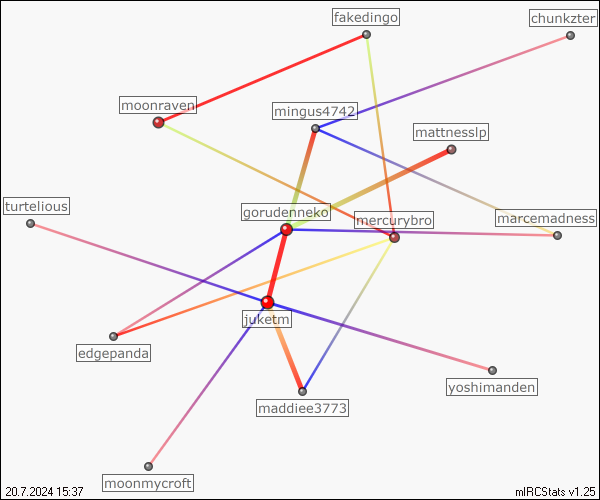 fakedingo
chunkzter
moonraven
mingus4742
mattnesslp
turtelious
gorudenneko
mercurybro
marcemadness
juketm
edgepanda
yoshimanden
maddiee3773
moonmycroft
20.7.2024 15:37
mIRCStats v1.25